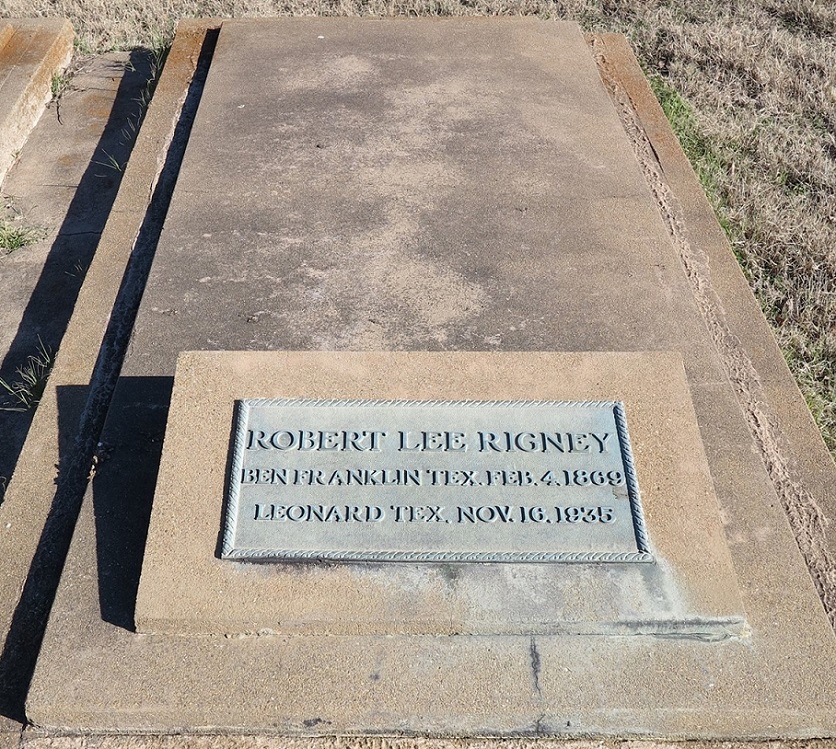 ROBERT LEE RIGNEY
BEN FRANKLIN TEX. FEB. 4. 1869
LEONARD TEX. NOV. 16. 1935